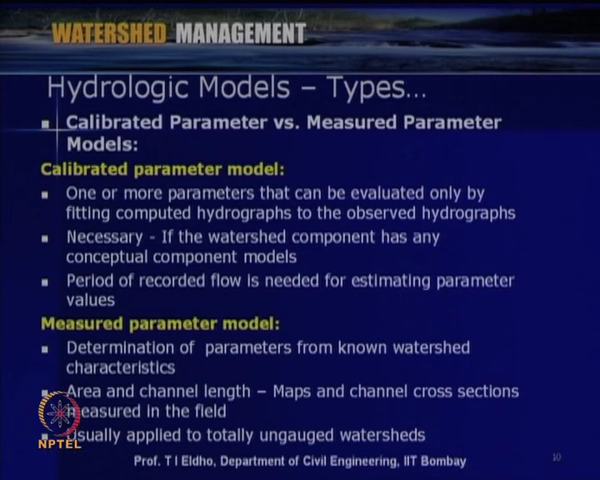 WATERSHED MANAGEMENT
Hydrologic Models – Types...
Calibrated Parameter vs. Measured Parameter
Models:
Calibrated parameter model:
One or more parameters that can be evaluated only by
fitting computed hydrographs to the observed hydrographs
Necessary - If the watershed component has any
conceptual component models
Period of recorded flow is needed for estimating parameter
values
Measured parameter model:
Determination of parameters from known watershed
characteristics
Area and channel length – Maps and channel cross sections
measured in the field
Usually applied to totally ungauged watersheds
NPTEL
Prof. T I Eldho, Department of Civil Engineering, IIT Bombay
10